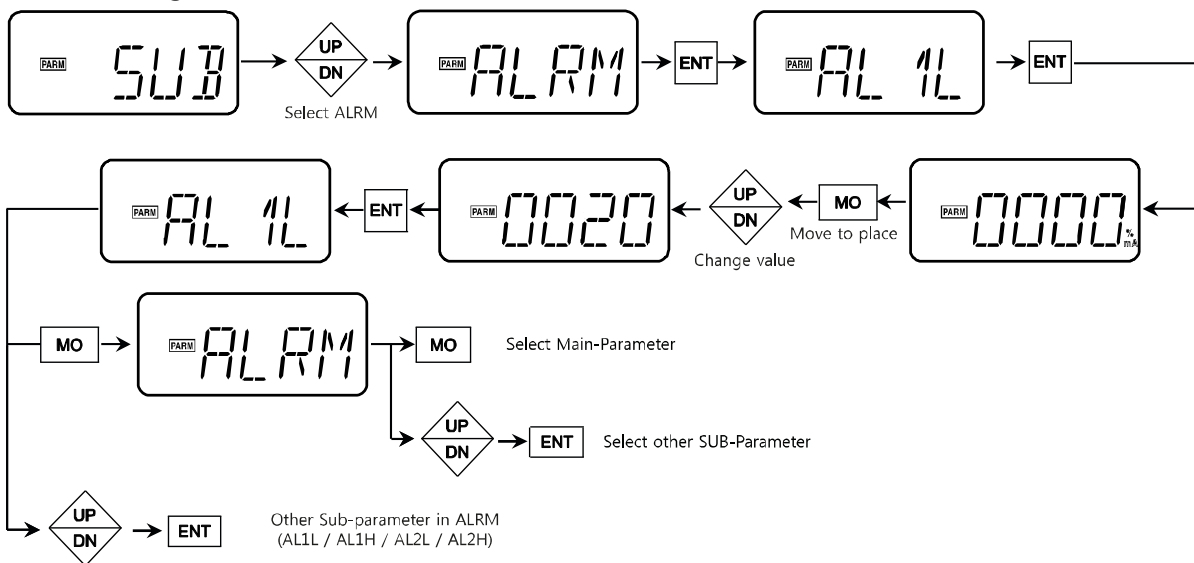 PARM SUB
UP
DN
Select ALRM
PARM ALRM
ENT
PARM AL 1L
ENT
PARM 0000 % mA
MO
Move to place
UP
DN
Change value
PARM 0020
ENT
PARM AL 1L
MO
PARM ALRM
MO
Select Main-Parameter
UP
DN
ENT
Select other SUB-Parameter
UP
DN
ENT
Other Sub-parameter in ALRM
(AL1L / AL1H / AL2L / AL2H)